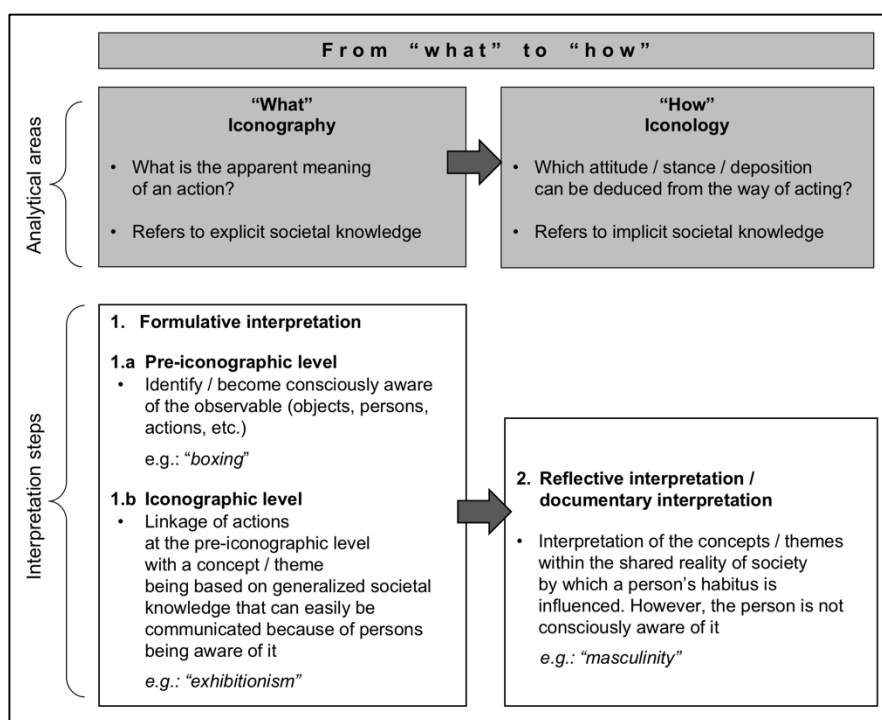 From “what” to “how”
Analytical areas
“What”
Iconography
• What is the apparent meaning
of an action?
• Refers to explicit societal knowledge
“How”
Iconology
• Which attitude / stance / deposition
can be deduced from the way of acting?
• Refers to implicit societal knowledge
Interpretation steps
1. Formulative interpretation
1.a Pre-iconographic level
• Identify / become consciously aware
of the observable (objects, persons,
actions, etc.)
e.g.: “boxing”
1.b Iconographic level
• Linkage of actions
at the pre-iconographic level
with a concept / theme
being based on generalized societal
knowledge that can easily be
communicated because of persons
being aware of it
e.g.: “exhibitionism”
2. Reflective interpretation /
documentary interpretation
• Interpretation of the concepts / themes
within the shared reality of society
by which a person’s habitus is
influenced. However, the person is not
consciously aware of it
e.g.: “masculinity”